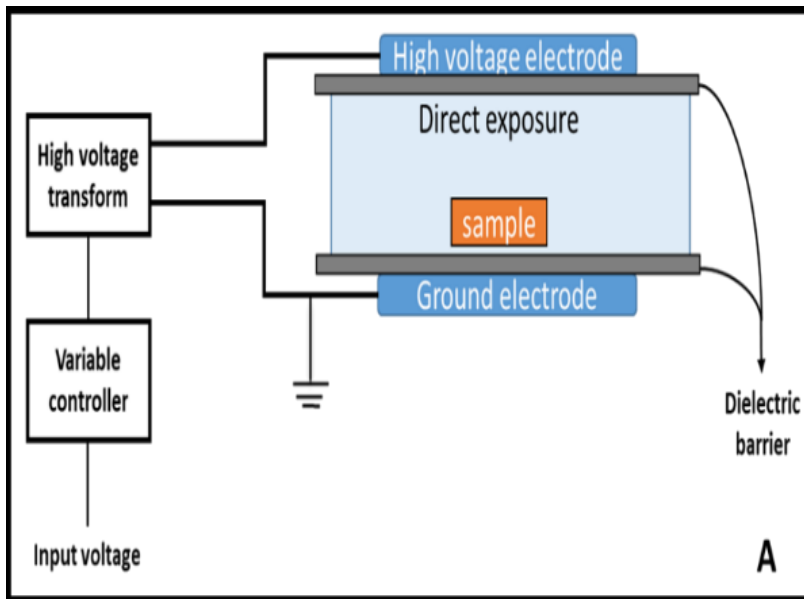 High voltage electrode
Direct exposure
High voltage
transform
sample
Ground electrode
Variable
controller
Dielectric
barrier
Input voltage
A